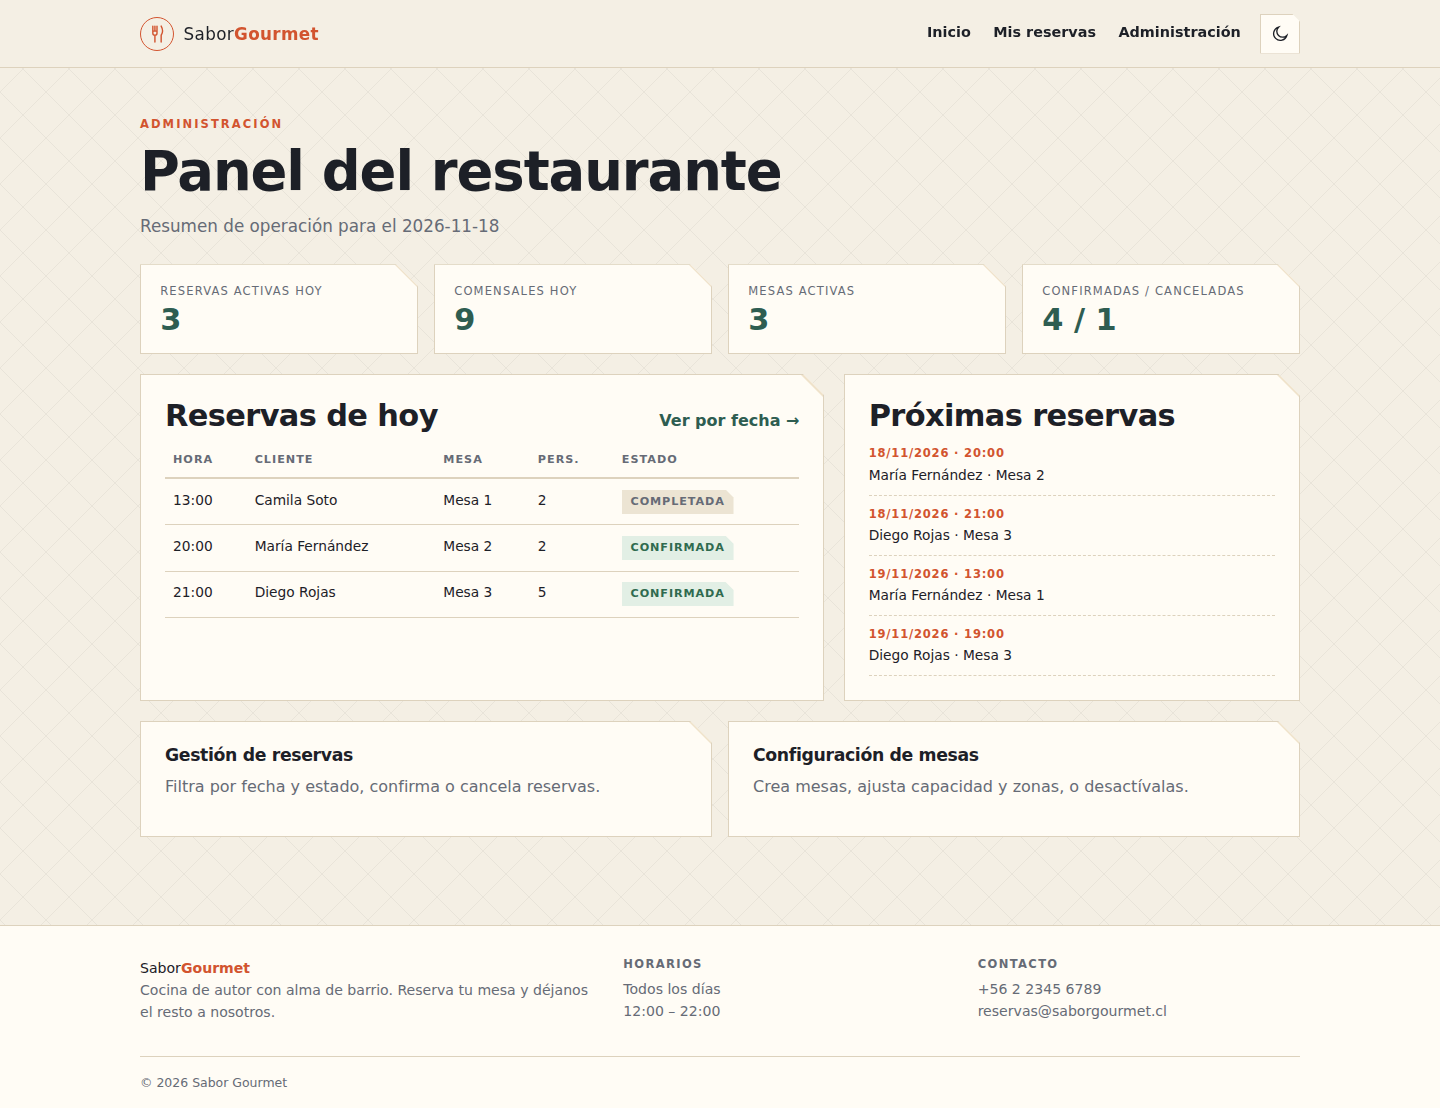 SaborGourmet
Inicio Mis reservas Administración
ADMINISTRACIÓN
Panel del restaurante
Resumen de operación para el 2026-11-18
RESERVAS ACTIVAS HOY
3
COMENSALES HOY
9
MESAS ACTIVAS
3
CONFIRMADAS / CANCELADAS
4 / 1
Reservas de hoy
Ver por fecha →
HORA CLIENTE MESA PERS. ESTADO
13:00 Camila Soto Mesa 1 2 COMPLETADA
20:00 María Fernández Mesa 2 2 CONFIRMADA
21:00 Diego Rojas Mesa 3 5 CONFIRMADA
Próximas reservas
18/11/2026 · 20:00
María Fernández · Mesa 2
18/11/2026 · 21:00
Diego Rojas · Mesa 3
19/11/2026 · 13:00
María Fernández · Mesa 1
19/11/2026 · 19:00
Diego Rojas · Mesa 3
Gestión de reservas
Filtra por fecha y estado, confirma o cancela reservas.
Configuración de mesas
Crea mesas, ajusta capacidad y zonas, o desactívalas.
SaborGourmet
Cocina de autor con alma de barrio. Reserva tu mesa y déjanos
el resto a nosotros.
HORARIOS
Todos los días
12:00 – 22:00
CONTACTO
+56 2 2345 6789
reservas@saborgourmet.cl
© 2026 Sabor Gourmet